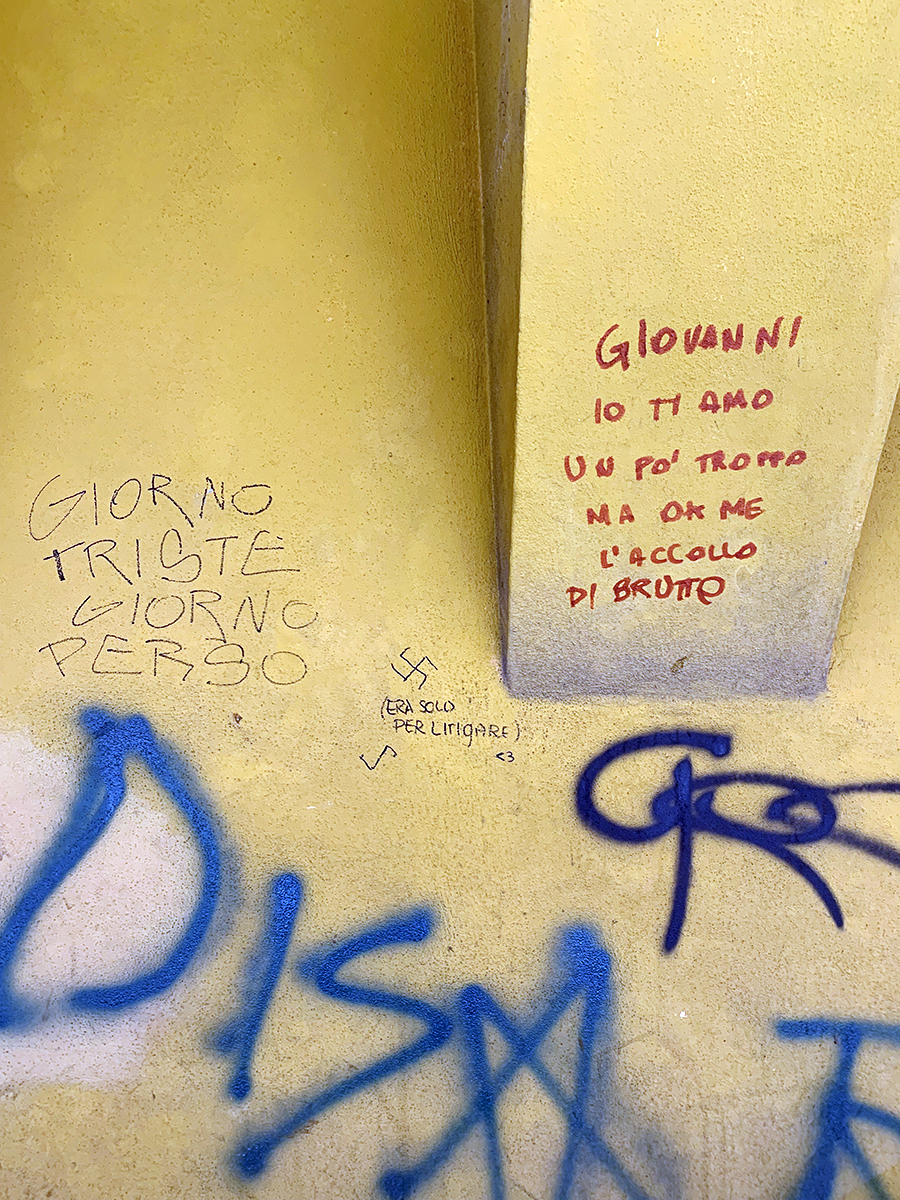 GIOVANNI
IO TI AMO
UN PO' TROPPO
MA OK ME
L'ACCOLLO
DI BRUTTO
GIORNO
TRISTE
GIORNO
PERSO
(ERA SOLO
PER LITIGARE)
<3
DISM